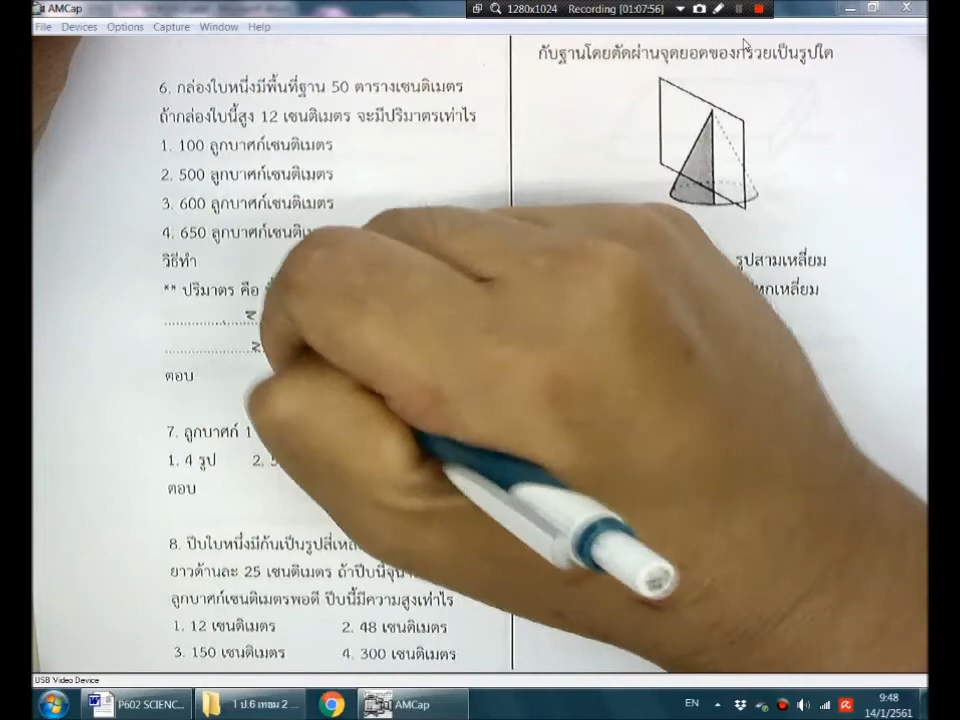 AMCap
1280x1024 Recording [01:07:56]
File Devices Options Capture Window Help
6. กล่องใบหนึ่งมีพื้นที่ฐาน 50 ตารางเซนติเมตร
ถ้ากล่องใบนี้สูง 12 เซนติเมตร จะมีปริมาตรเท่าไร
1. 100 ลูกบาศก์เซนติเมตร
2. 500 ลูกบาศก์เซนติเมตร
3. 600 ลูกบาศก์เซนติเมตร
4. 650 ลูกบาศก์เซนติเ
วิธีทำ
** ปริมาตร คือ
ตอบ
7. ลูกบาศก์ 1
1. 4 รูป 2.
ตอบ
8. ปีบใบหนึ่งมีก้นเป็นรูปสี่เหล
ยาวด้านละ 25 เซนติเมตร ถ้าปีบนี้จุน้ำ
ลูกบาศก์เซนติเมตรพอดี ปีบนี้มีความสูงเท่าไร
1. 12 เซนติเมตร 2. 48 เซนติเมตร
3. 150 เซนติเมตร 4. 300 เซนติเมตร
กับฐานโดยตัดผ่านจุดยอดของกรวยเป็นรูปใด
รูปสามเหลี่ยม
หกเหลี่ยม
USB Video Device
P602 SCIENC... 1 ป.6 เทอม 2 ... AMCap
EN
9:48
14/1/2561